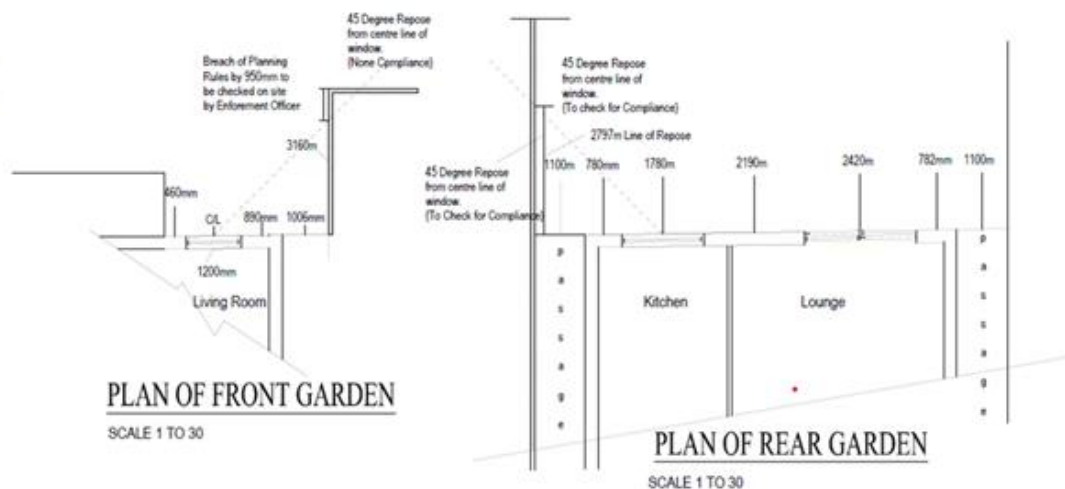 45 Degree Repose
from centre line of
window.
(None Compliance)
Breach of Planning
Rules by 950mm to
be checked on site
by Enforement Officer
3160m
460mm
C/L
890mm
1006mm
1200mm
Living Room
PLAN OF FRONT GARDEN
SCALE 1 TO 30
45 Degree Repose
from centre line of
window.
(To check for Compliance)
2797m Line of Repose
45 Degree Repose
from centre line of
window.
(To Check for Compliance)
1100m
780mm
1780m
2190m
2420m
782mm
1100m
passage
Kitchen
Lounge
passage
PLAN OF REAR GARDEN
SCALE 1 TO 30